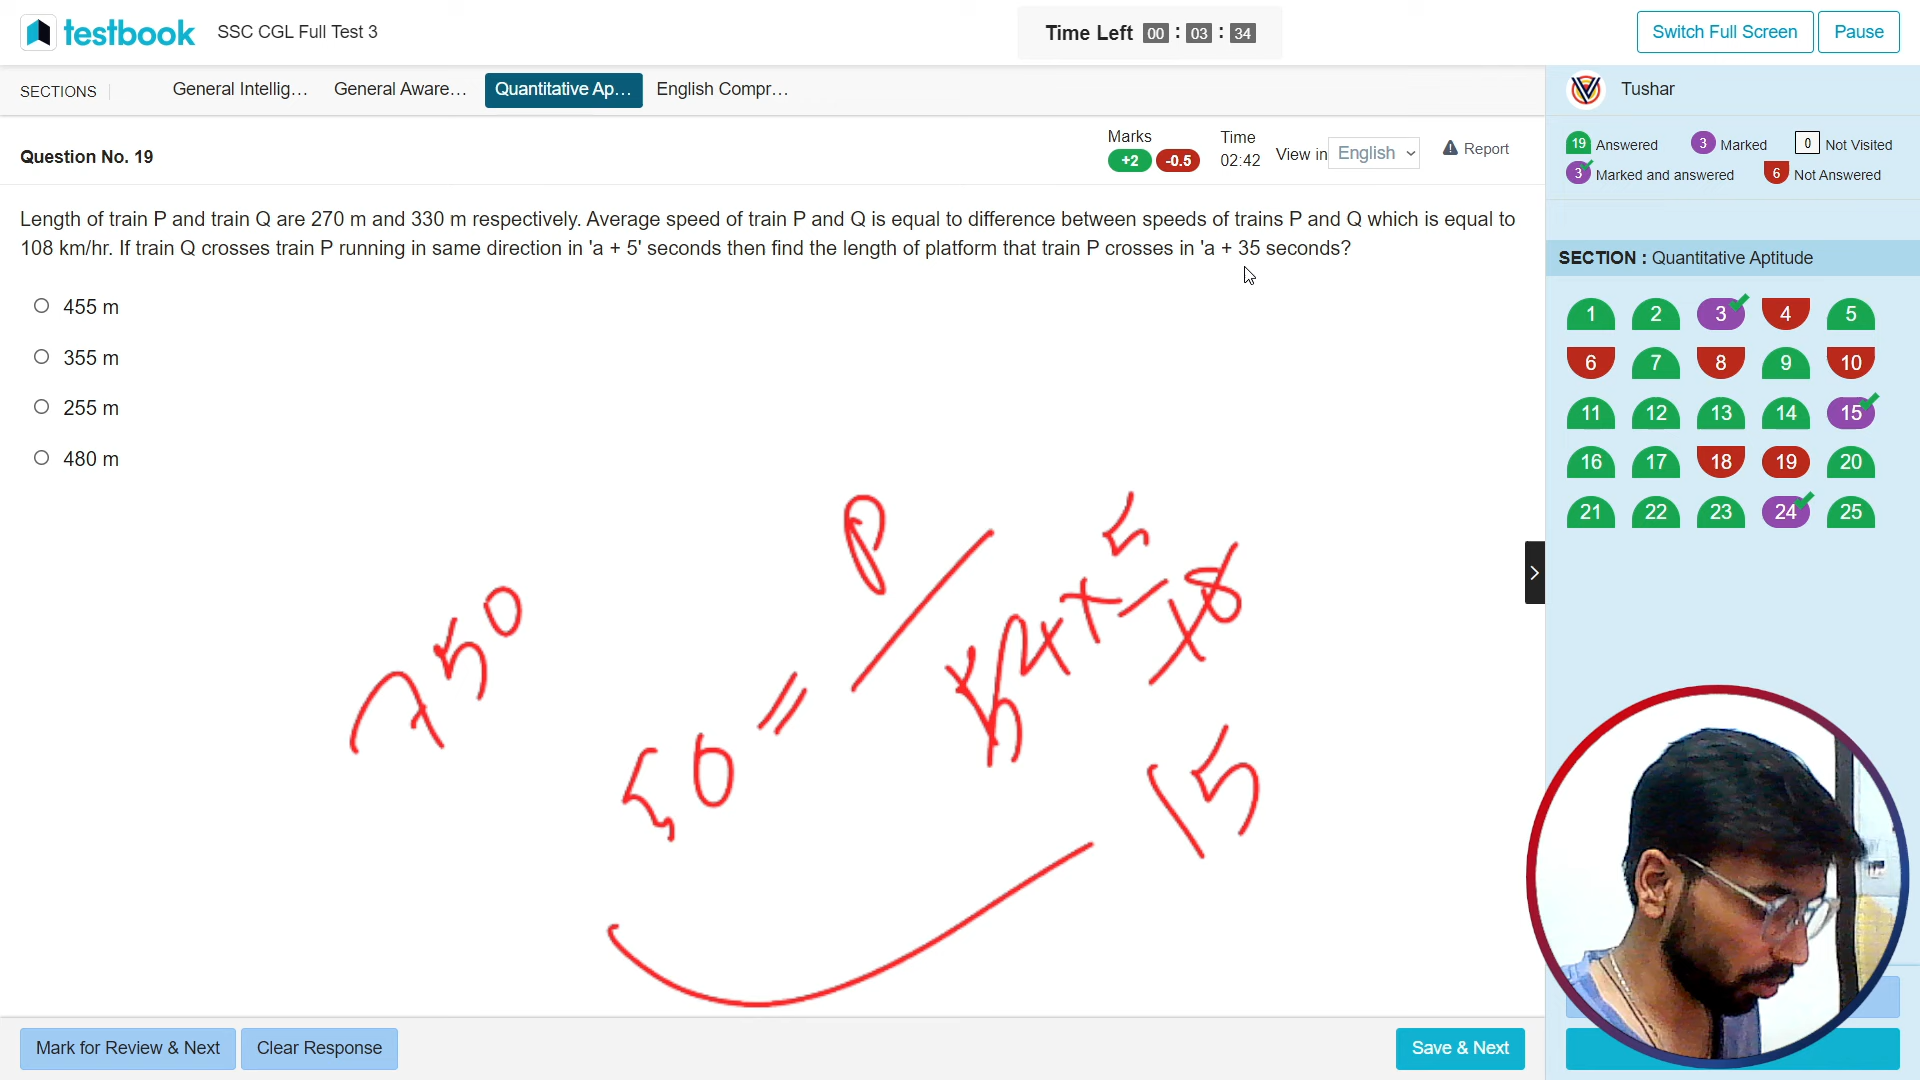 testbook SSC CGL Full Test 3 Time Left 00 : 03 : 34 Switch Full Screen Pause
SECTIONS General Intellig... General Aware... Quantitative Ap... English Compr... Tushar
Question No. 19 Marks +2 -0.5 Time 02:42 View in English Report
19 Answered 3 Marked 0 Not Visited
3 Marked and answered 6 Not Answered
Length of train P and train Q are 270 m and 330 m respectively. Average speed of train P and Q is equal to difference between speeds of trains P and Q which is equal to
108 km/hr. If train Q crosses train P running in same direction in 'a + 5' seconds then find the length of platform that train P crosses in 'a + 35 seconds?
455 m
355 m
255 m
480 m
SECTION : Quantitative Aptitude
1 2 3 4 5
6 7 8 9 10
11 12 13 14 15
16 17 18 19 20
21 22 23 24 25
750
50 = P / 54 x 5/18
15
Mark for Review & Next Clear Response Save & Next